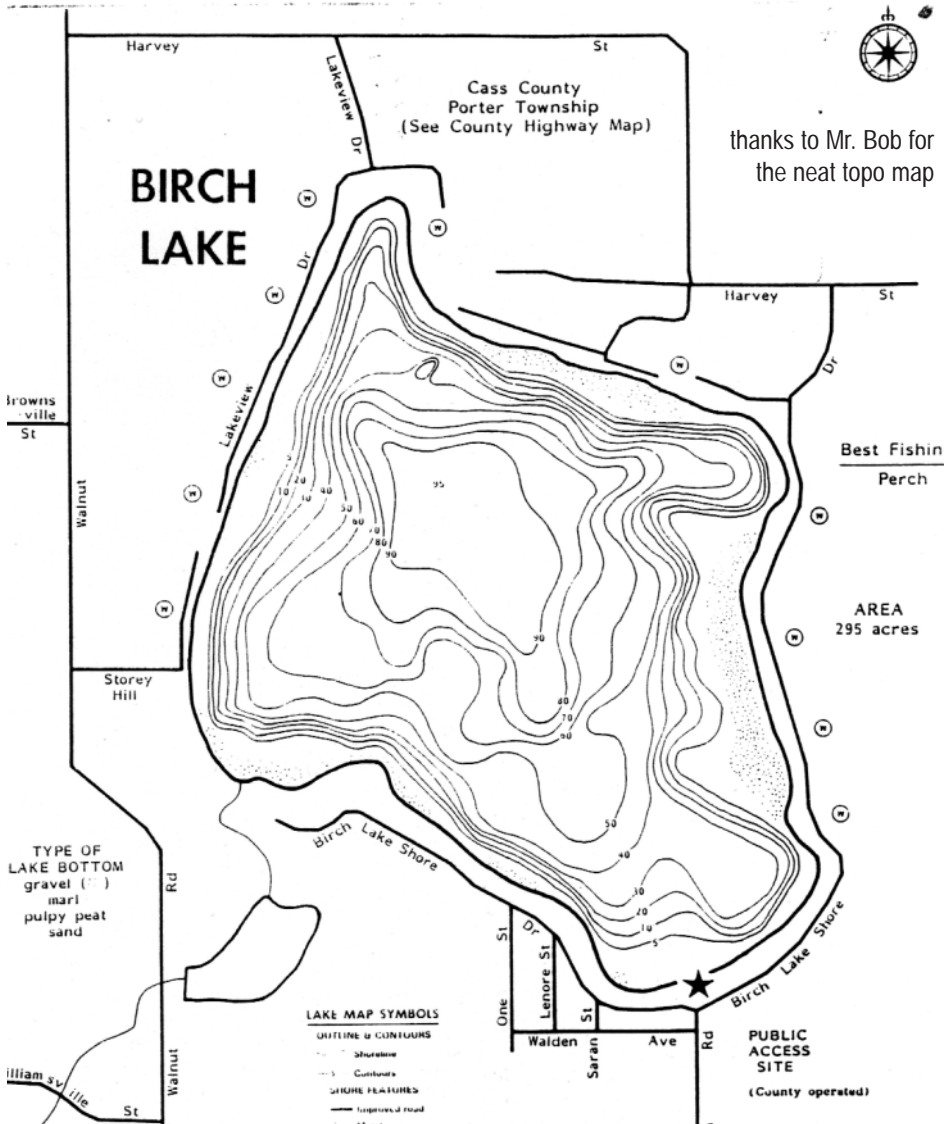 Harvey St
Lakeview Dr
Cass County
Porter Township
(See County Highway Map)
thanks to Mr. Bob for
the neat topo map
BIRCH
LAKE
W
W
Dr
W
Harvey St
W
W
Dr
Lakeview
Browns
ville
St
Best Fishin
Perch
Walnut
W
W
5
20
10
30
40
50
60
70
80
90
95
AREA
295 acres
W
W
90
Storey
Hill
80
70
60
W
W
50
Birch Lake Shore
40
TYPE OF
LAKE BOTTOM
gravel
marl
pulpy peat
sand
Rd
30
20
10
5
Dr
One St
Lenore St
Saran St
Birch Lake Shore
Walden Ave
Rd
PUBLIC
ACCESS
SITE
(County operated)
LAKE MAP SYMBOLS
OUTLINE & CONTOURS
Shoreline
5 Contours
SHORE FEATURES
Improved road
Walnut
illiamsville
St